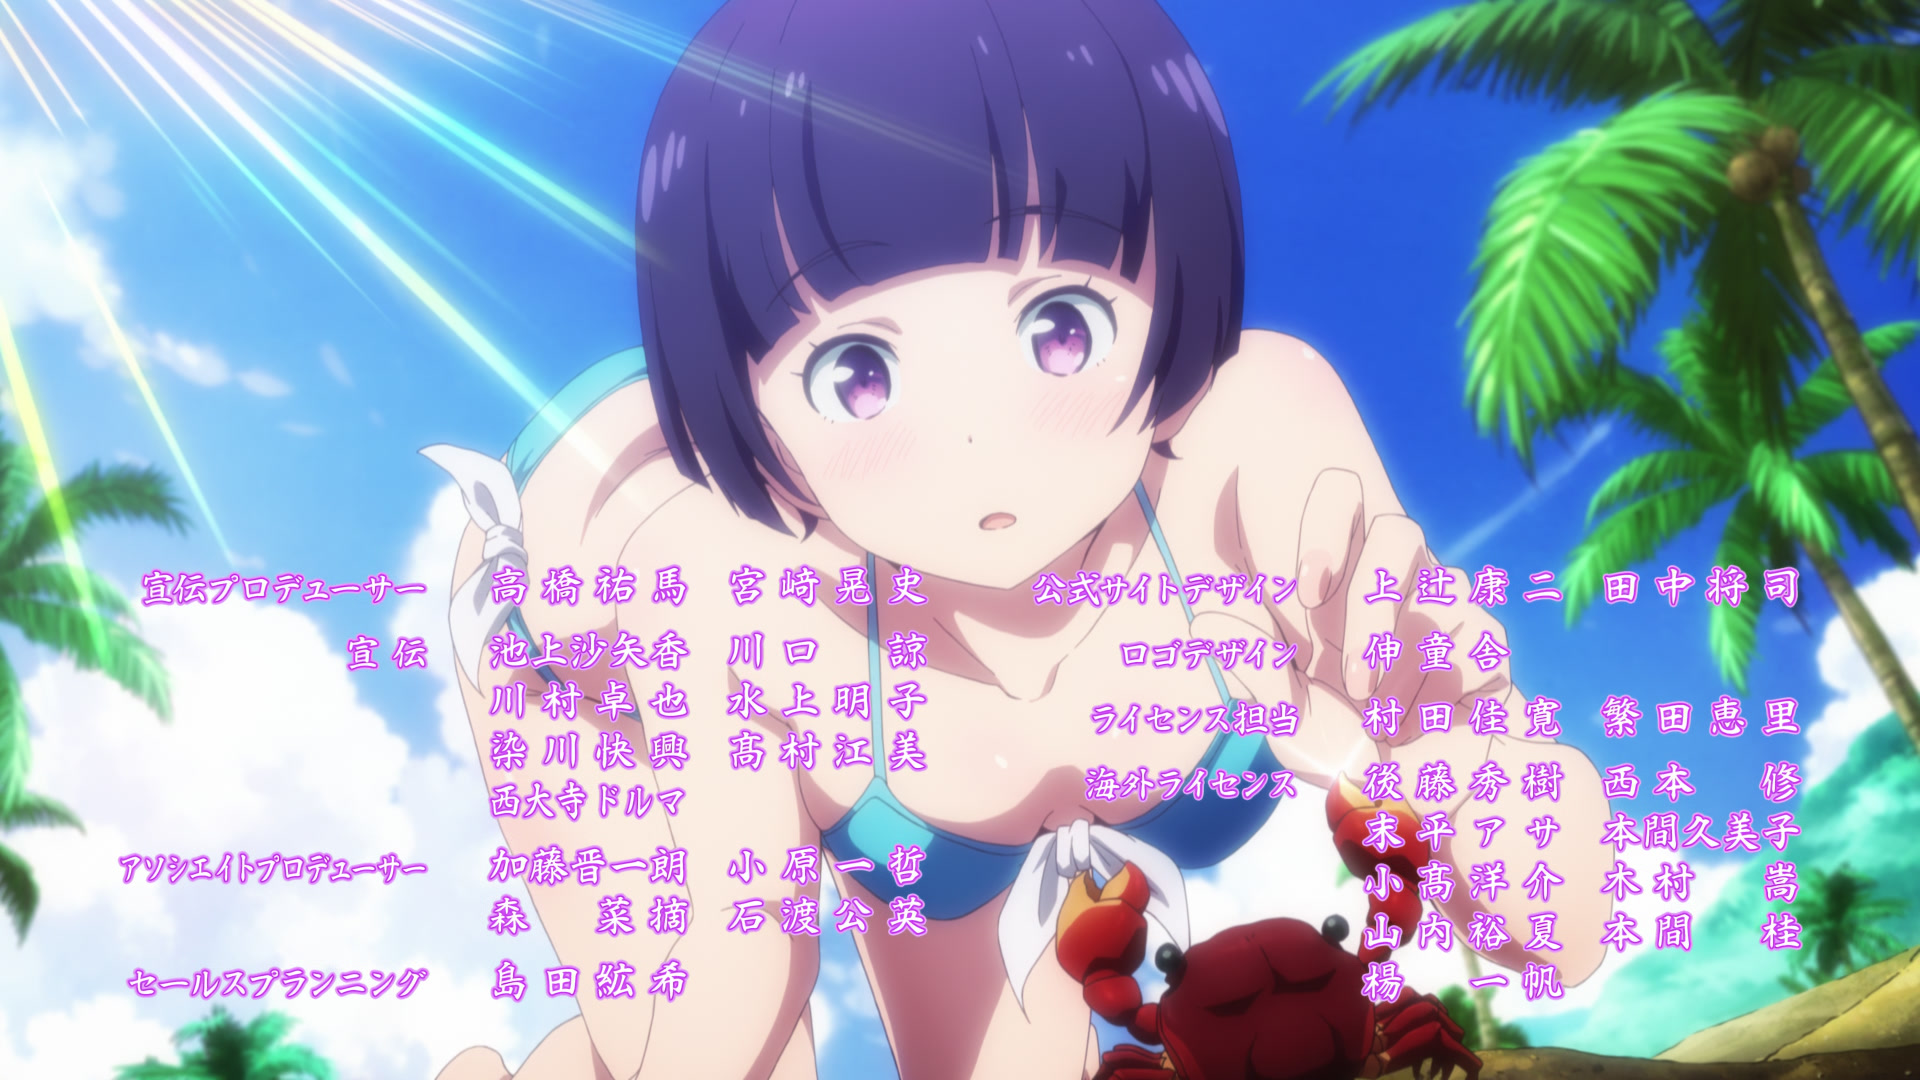 宣伝プロデューサー 高橋祐馬 宮﨑晃史
宣伝 池上沙矢香 川口諒
川村卓也 水上明子
染川快興 髙村江美
西大寺ドルマ
アソシエイトプロデューサー 加藤晋一朗 小原一哲
森菜摘 石渡公英
セールスプランニング 島田紘希
公式サイトデザイン 上辻康二 田中将司
ロゴデザイン 伸童舎
ライセンス担当 村田佳寛 繁田恵里
海外ライセンス 後藤秀樹 西本修
末平アサ 本間久美子
小髙洋介 木村嵩
山内裕夏 本間桂
楊一帆